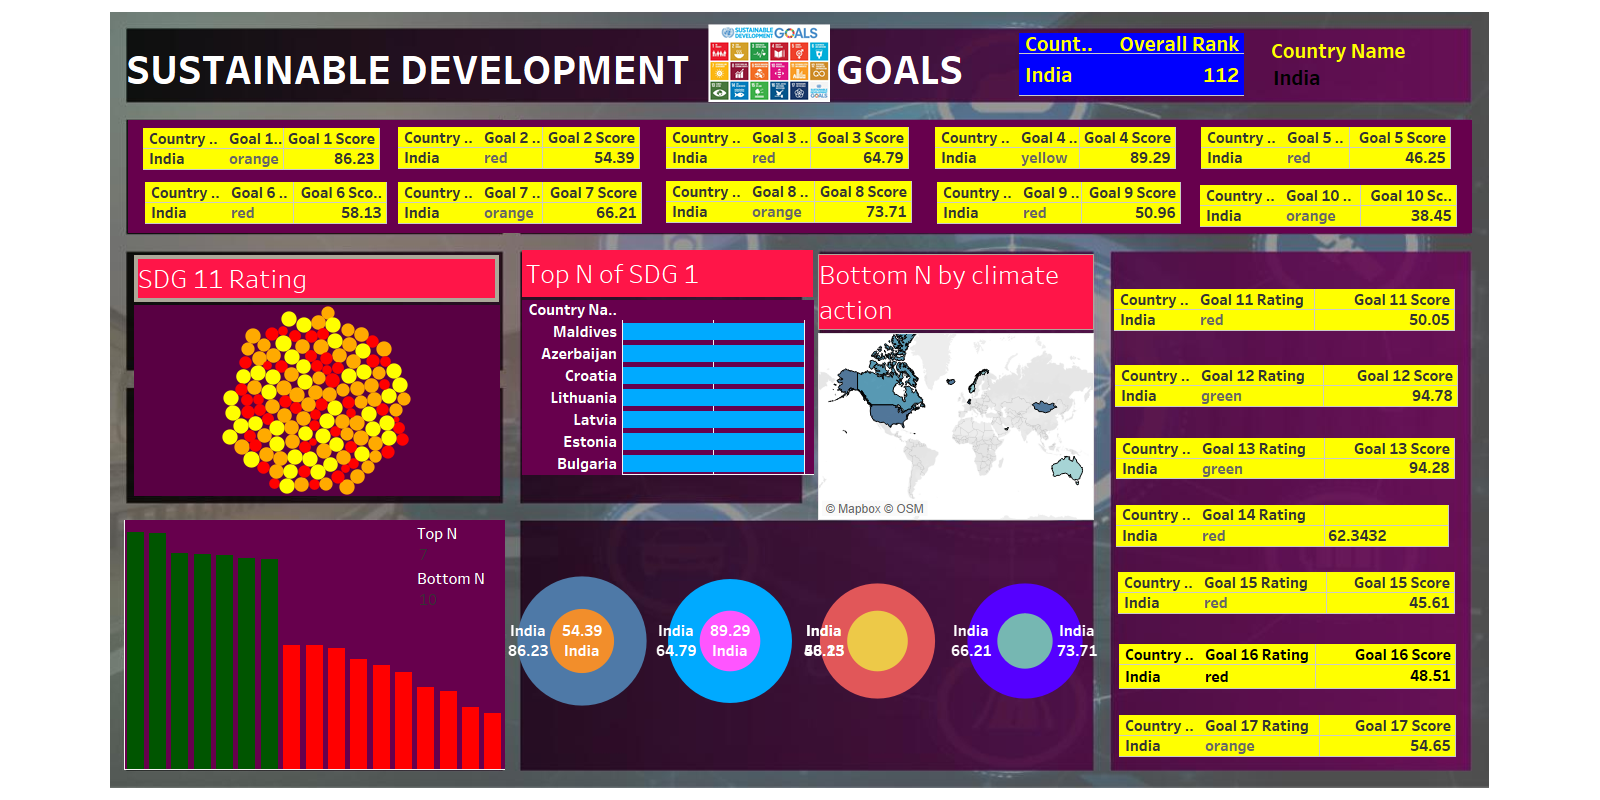 SUSTAINABLE DEVELOPMENT
SUSTAINABLE DEVELOPMENT GOALS
GOALS
Count.. Overall Rank
India 112
Country Name
India
Country .. Goal 1.. Goal 1 Score
India orange 86.23
Country .. Goal 2 .. Goal 2 Score
India red 54.39
Country .. Goal 3 .. Goal 3 Score
India red 64.79
Country .. Goal 4 .. Goal 4 Score
India yellow 89.29
Country .. Goal 5 .. Goal 5 Score
India red 46.25
Country .. Goal 6 .. Goal 6 Sco..
India red 58.13
Country .. Goal 7 .. Goal 7 Score
India orange 66.21
Country .. Goal 8 .. Goal 8 Score
India orange 73.71
Country .. Goal 9 .. Goal 9 Score
India red 50.96
Country .. Goal 10 .. Goal 10 Sc..
India orange 38.45
SDG 11 Rating
Top N of SDG 1
Country Na..
Maldives
Azerbaijan
Croatia
Lithuania
Latvia
Estonia
Bulgaria
Bottom N by climate
action
© Mapbox © OSM
Country .. Goal 11 Rating Goal 11 Score
India red 50.05
Country .. Goal 12 Rating Goal 12 Score
India green 94.78
Country .. Goal 13 Rating Goal 13 Score
India green 94.28
Country .. Goal 14 Rating
India red 62.3432
Country .. Goal 15 Rating Goal 15 Score
India red 45.61
Country .. Goal 16 Rating Goal 16 Score
India red 48.51
Country .. Goal 17 Rating Goal 17 Score
India orange 54.65
Top N
7
Bottom N
10
India 54.39
86.23 India
India 89.29
64.79 India
India
India India
66.21 73.71